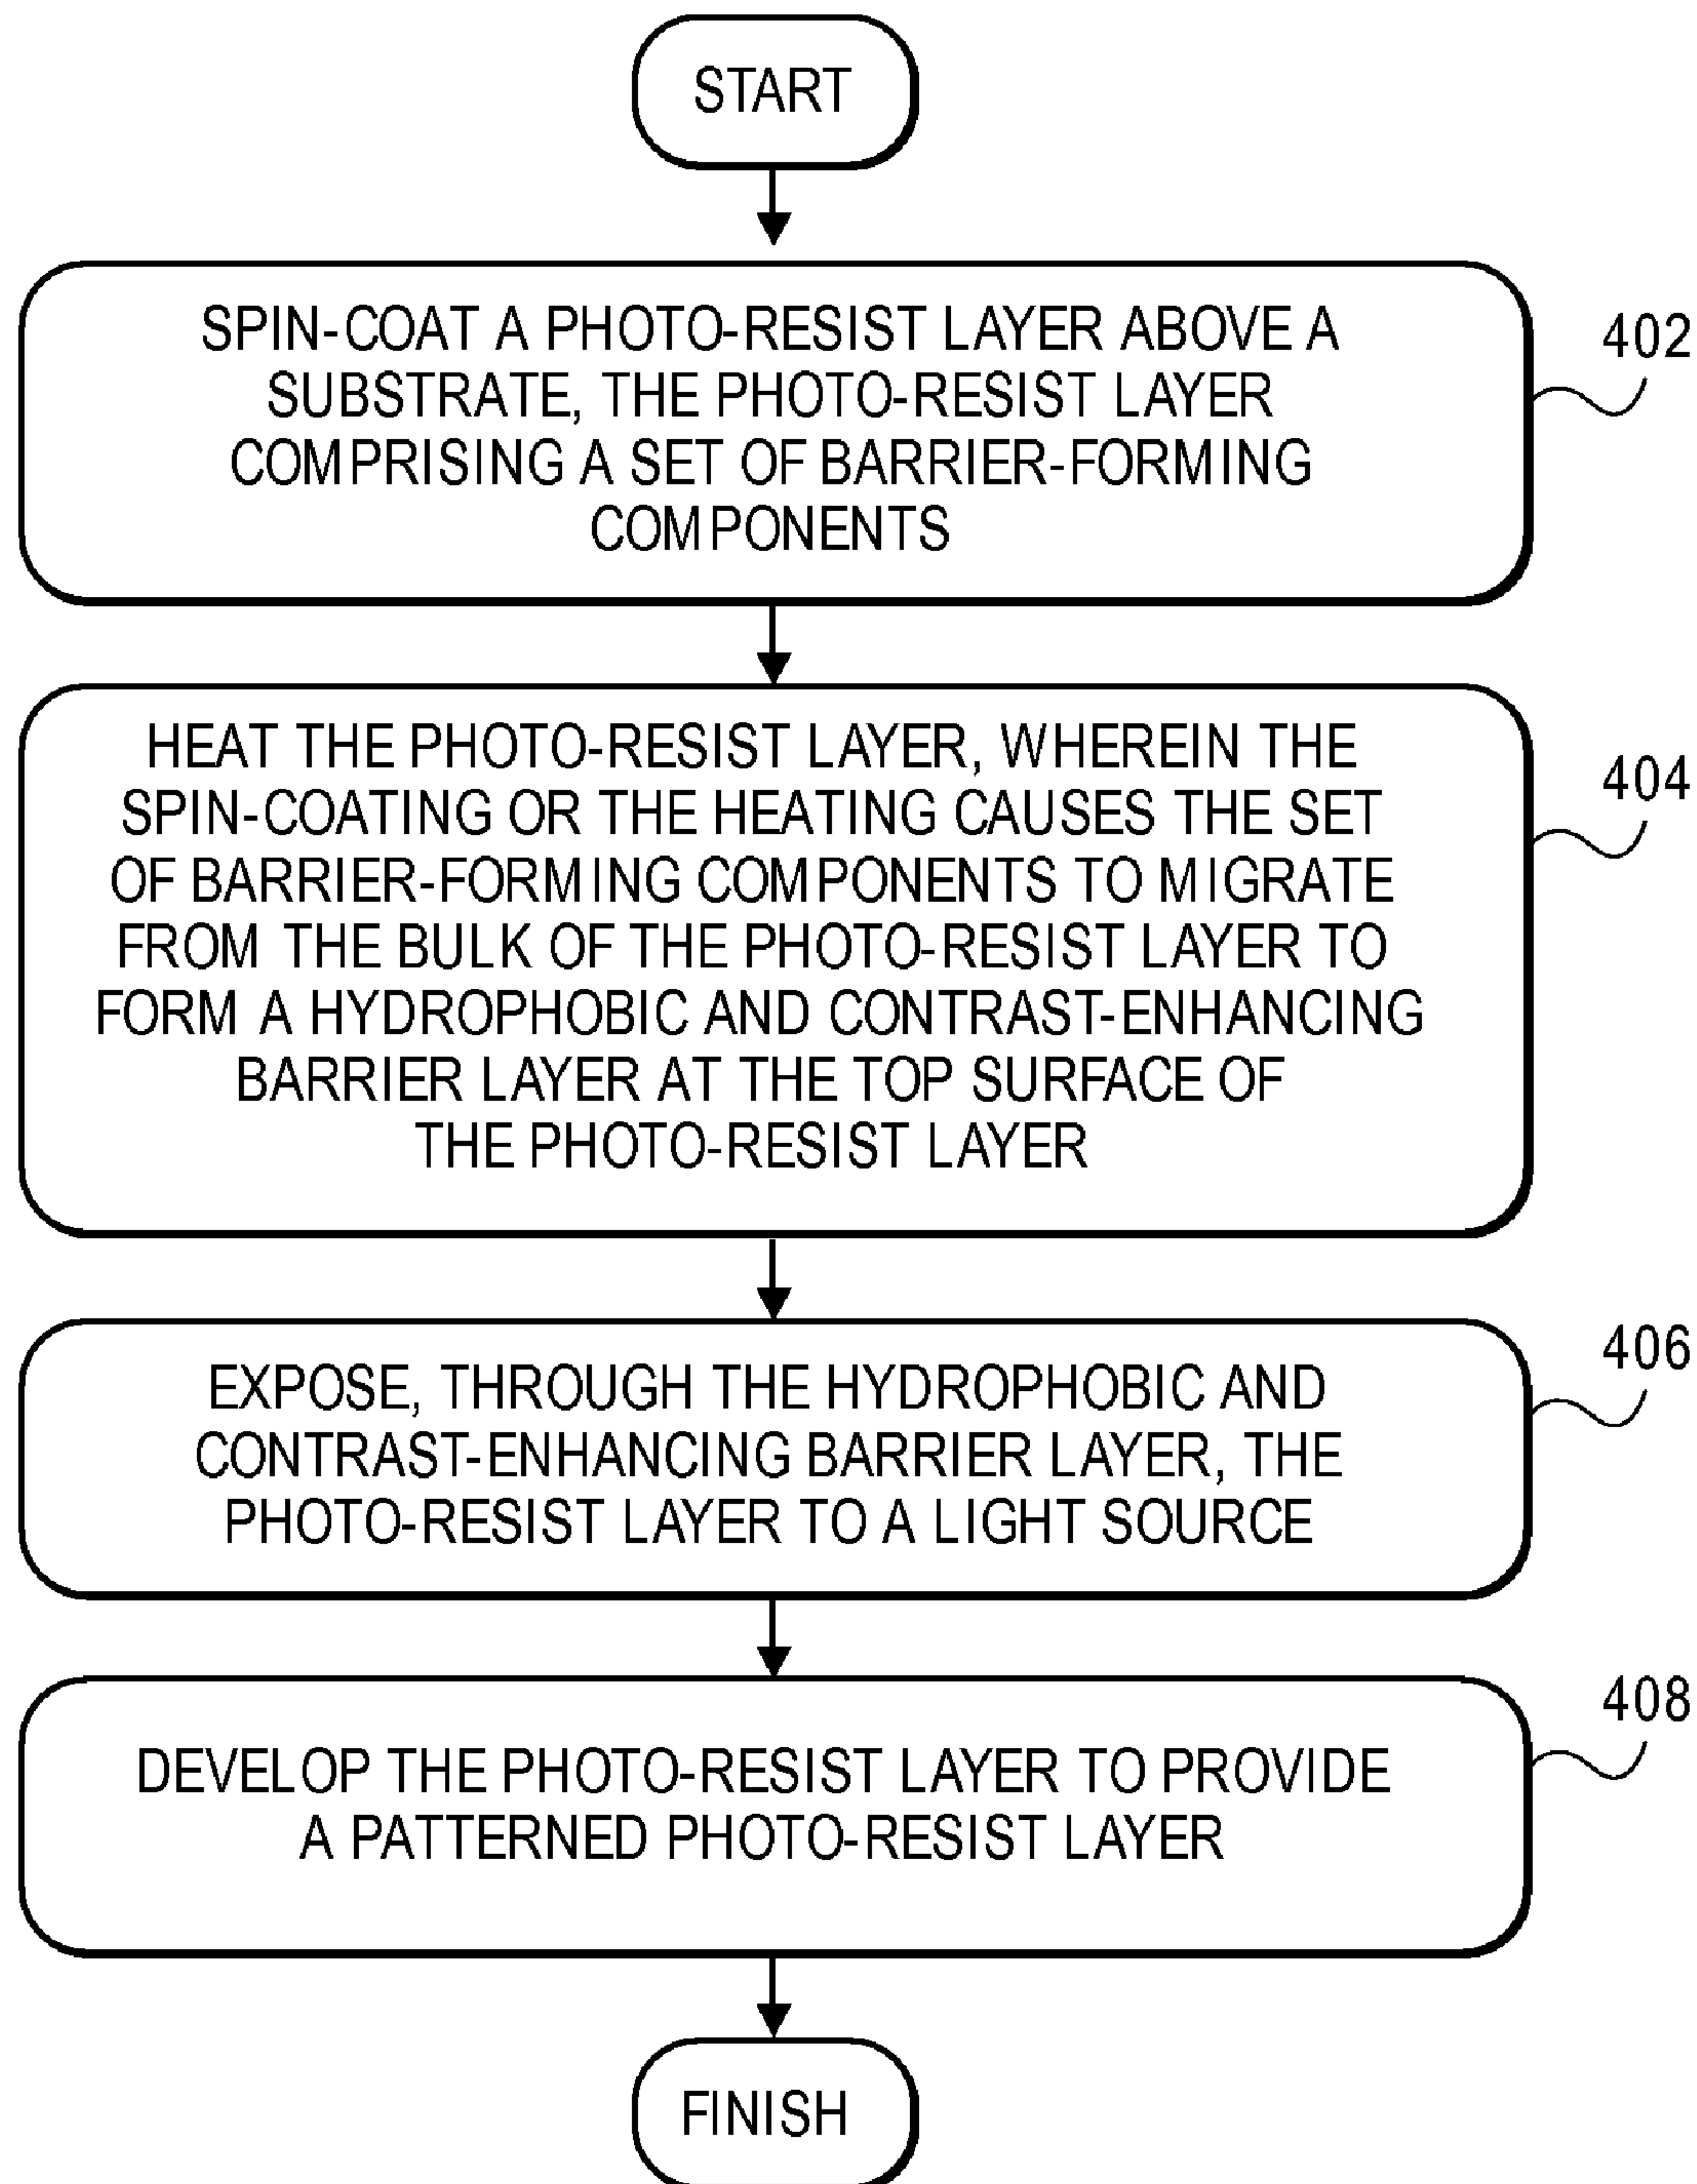 START
SPIN-COAT A PHOTO-RESIST LAYER ABOVE A
SUBSTRATE, THE PHOTO-RESIST LAYER
COMPRISING A SET OF BARRIER-FORMING
COMPONENTS
402
HEAT THE PHOTO-RESIST LAYER, WHEREIN THE
SPIN-COATING OR THE HEATING CAUSES THE SET
OF BARRIER-FORMING COMPONENTS TO MIGRATE
FROM THE BULK OF THE PHOTO-RESIST LAYER TO
FORM A HYDROPHOBIC AND CONTRAST-ENHANCING
BARRIER LAYER AT THE TOP SURFACE OF
THE PHOTO-RESIST LAYER
404
EXPOSE, THROUGH THE HYDROPHOBIC AND
CONTRAST-ENHANCING BARRIER LAYER, THE
PHOTO-RESIST LAYER TO A LIGHT SOURCE
406
DEVELOP THE PHOTO-RESIST LAYER TO PROVIDE
A PATTERNED PHOTO-RESIST LAYER
408
FINISH